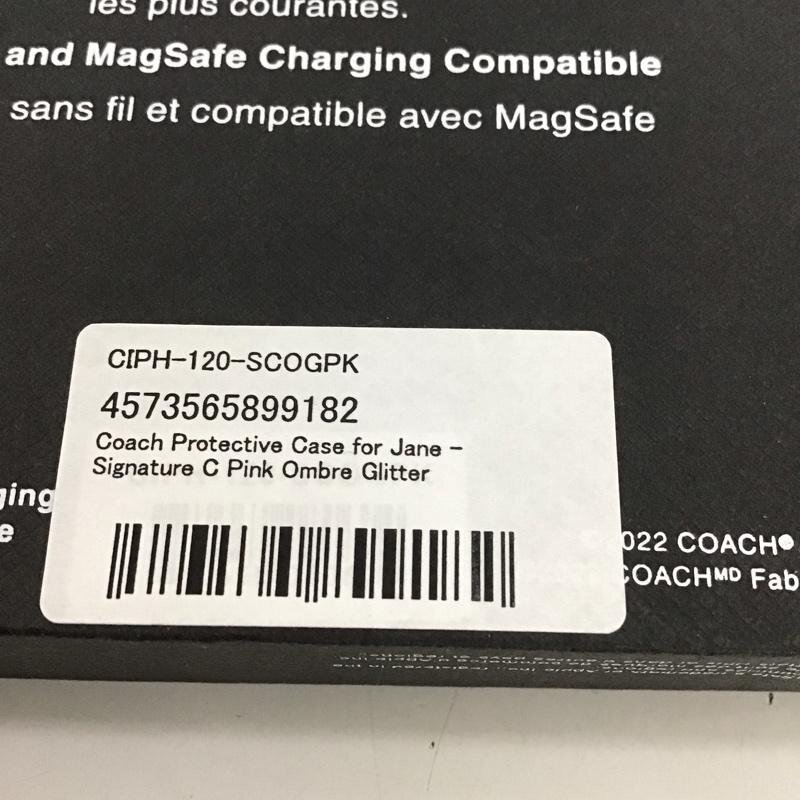 les plus courantes.
and MagSafe Charging Compatible
sans fil et compatible avec MagSafe
CIPH-120-SCOGPK
4573565899182
Coach Protective Case for Jane -
Signature C Pink Ombre Glitter
ging
e
022 COACH®
COACHᴹᴰ Fab